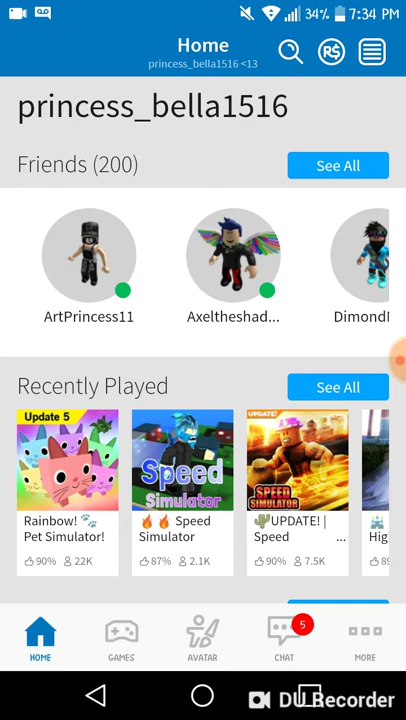 34% 7:34 PM
Home
princess_bella1516 <13
R$
princess_bella1516
Friends (200)
See All
ArtPrincess11
Axeltheshad...
Recently Played
See All
Update 5
Speed
Simulator
UPDATE!
SPEED
SIMULATOR
Rainbow! 🐾
Pet Simulator!
🔥🔥 Speed
Simulator
🌵UPDATE! |
Speed ...
90% 22K
87% 2.1K
90% 7.5K
5
HOME
GAMES
AVATAR
CHAT
MORE
DU Recorder